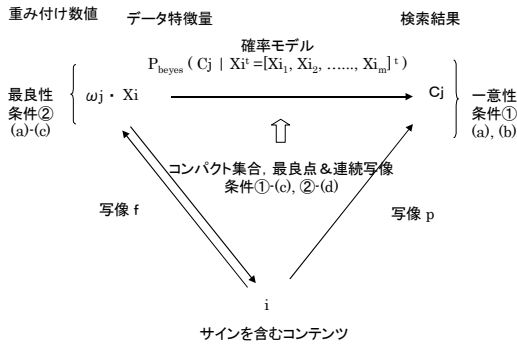 重み付け数値 データ特徴量 検索結果
確率モデル
Pbeyes ( Cj | Xiᵗ =[Xi₁, Xi₂, ……, Xiₘ] ᵗ )
最良性
条件②
(a)-(c)
ωj・ Xi
Cj
一意性
条件①
(a), (b)
コンパクト集合, 最良点&連続写像
条件①-(c), ②-(d)
写像 f
写像 p
i
サインを含むコンテンツ